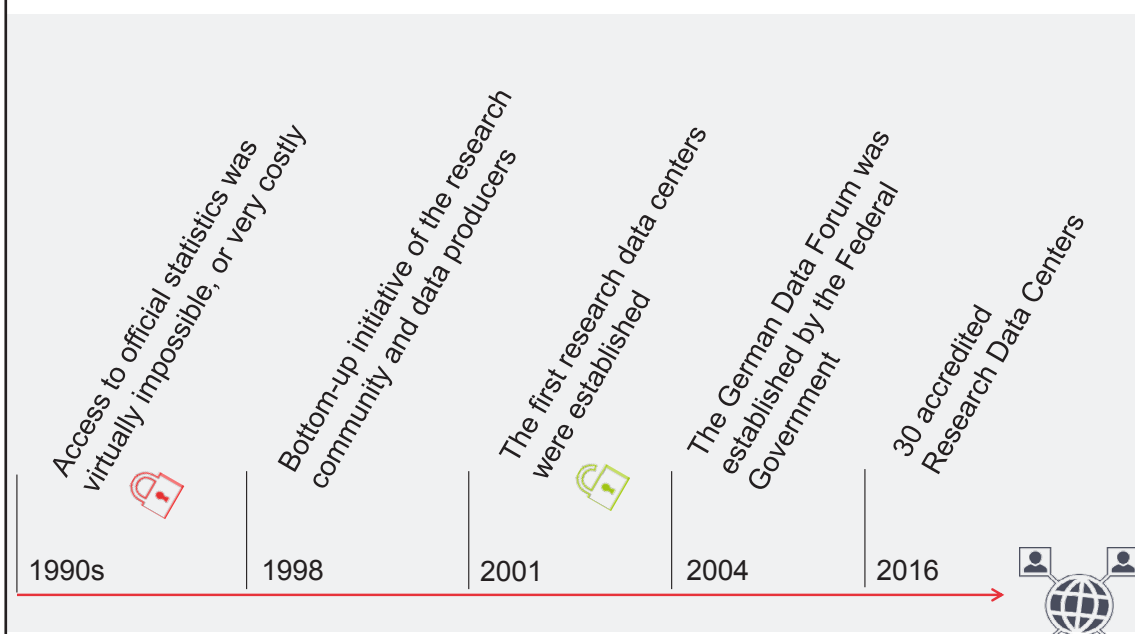 Access to official statistics was
virtually impossible, or very costly
Bottom-up initiative of the research
community and data producers
The first research data centers
were established
The German Data Forum was
established by the Federal
Government
30 accredited
Research Data Centers
1990s
1998
2001
2004
2016